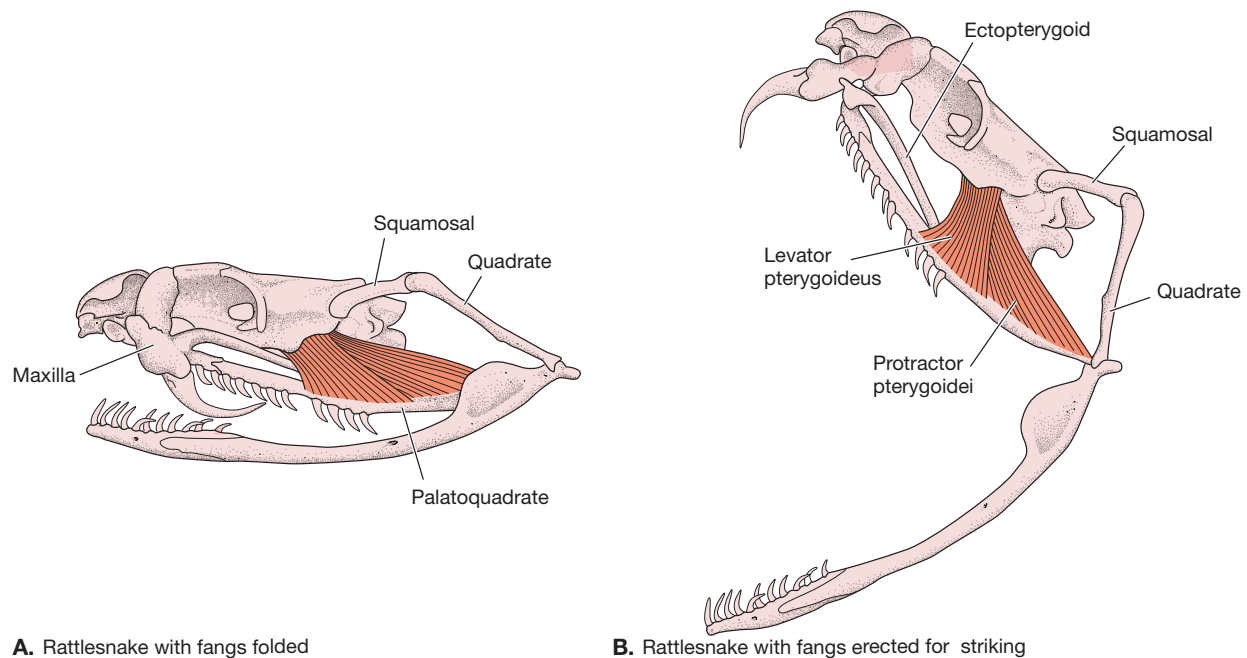 Squamosal
Quadrate
Maxilla
Palatoquadrate
A. Rattlesnake with fangs folded
Ectopterygoid
Squamosal
Levator
pterygoideus
Quadrate
Protractor
pterygoidei
B. Rattlesnake with fangs erected for striking